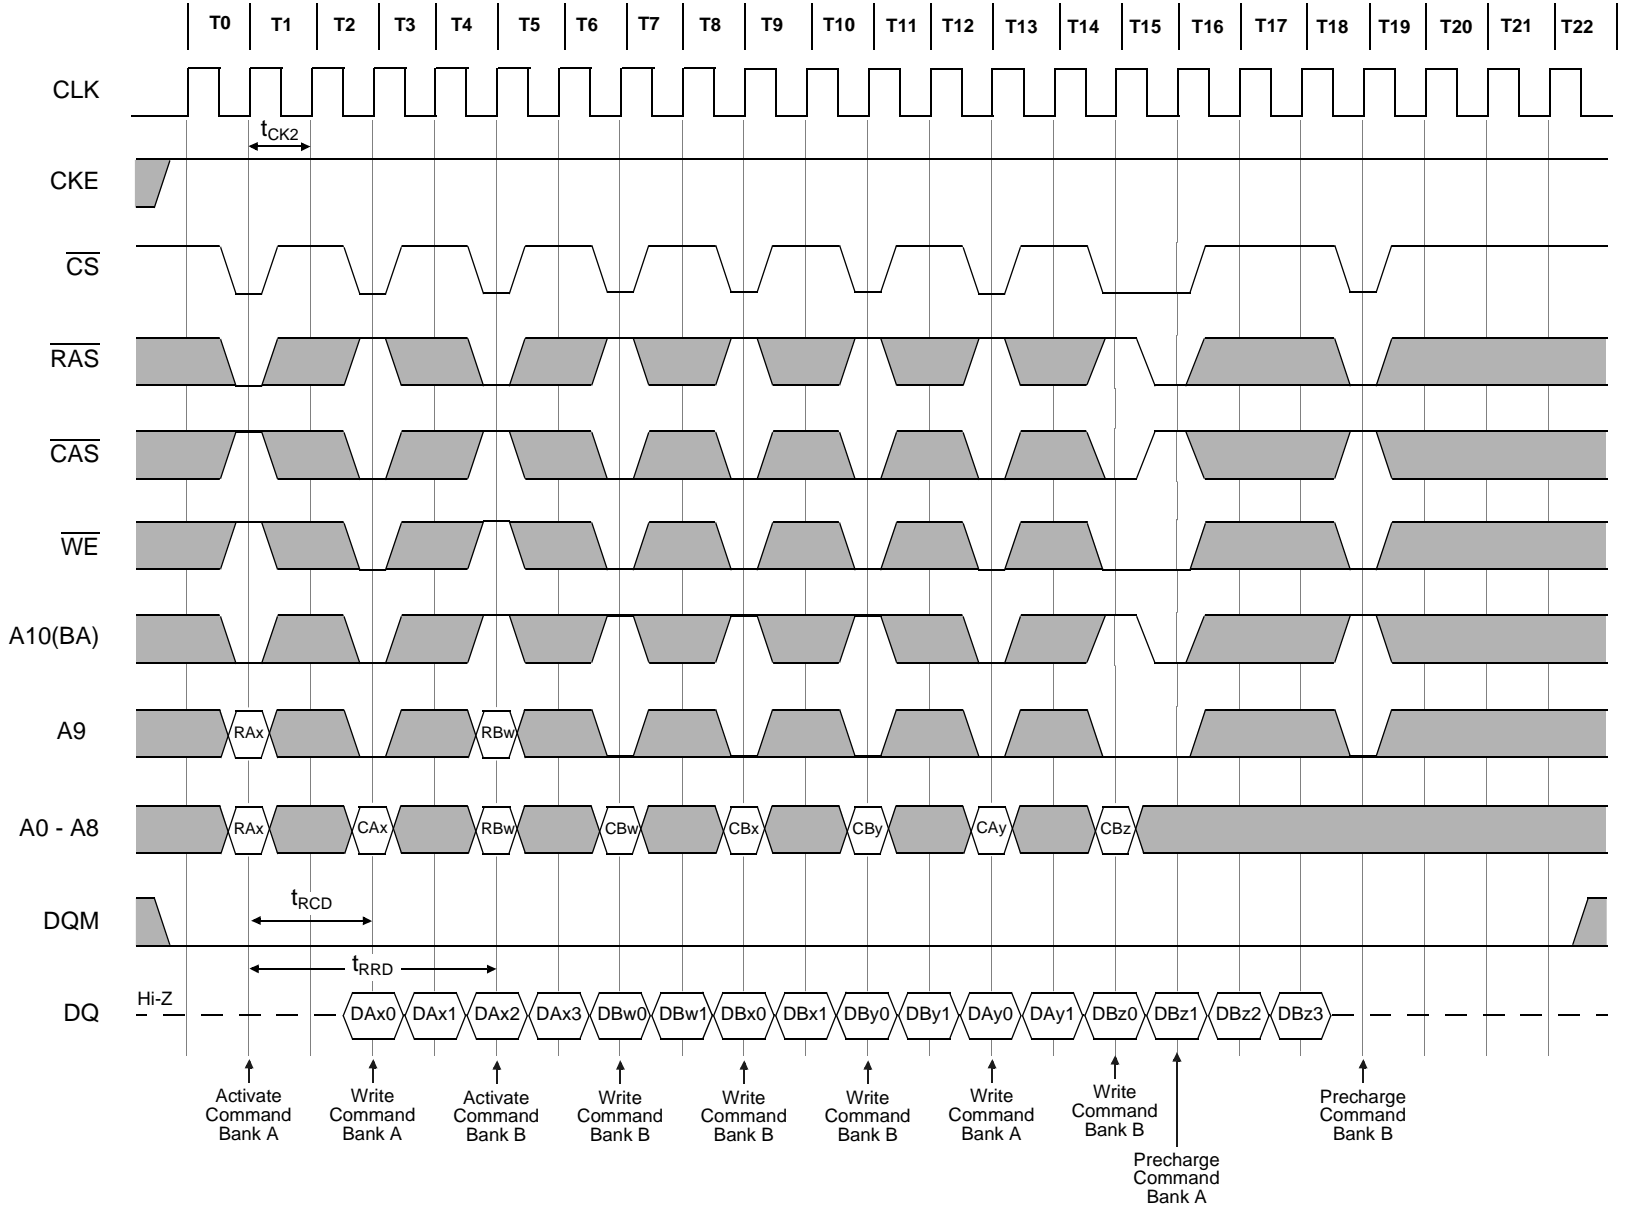 T0 T1 T2 T3 T4 T5 T6 T7 T8 T9 T10 T11 T12 T13 T14 T15 T16 T17 T18 T19 T20 T21 T22
CLK
tCK2
CKE
CS
RAS
CAS
WE
A10(BA)
A9 RAx RBw
A0 - A8 RAx CAx RBw CBw CBx CBy CAy CBz
tRCD
DQM
tRRD
Hi-Z
DQ DAx0 DAx1 DAx2 DAx3 DBw0 DBw1 DBx0 DBx1 DBy0 DBy1 DAy0 DAy1 DBz0 DBz1 DBz2 DBz3
Activate
Command
Bank A
Write
Command
Bank A
Activate
Command
Bank B
Write
Command
Bank B
Write
Command
Bank B
Write
Command
Bank B
Write
Command
Bank A
Write
Command
Bank B
Precharge
Command
Bank A
Precharge
Command
Bank B